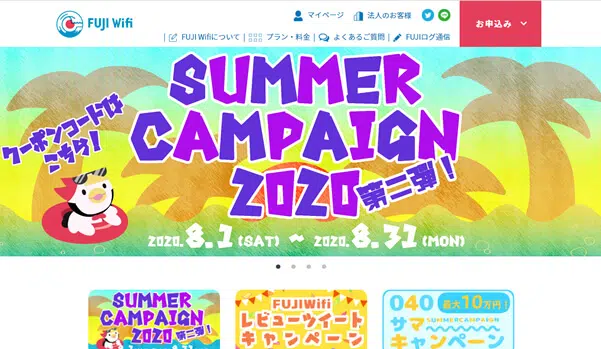 FUJI Wifi
マイページ
法人のお客様
お申込み
FUJI Wifiについて
プラン・料金
よくあるご質問
FUJIログ通信
クーポンコードは
こちら!
SUMMER
CAMPAIGN
2020 第二弾!
2020. 8.1 (SAT) ~ 2020. 8.31 (MON)
SUMMER
CAMPAIGN
2020 第二弾!
FUJIWifi
レビューツイート
キャンペーン
040 最大10万円!
サマー SUMMERCAMPAIGN
キャンペーン